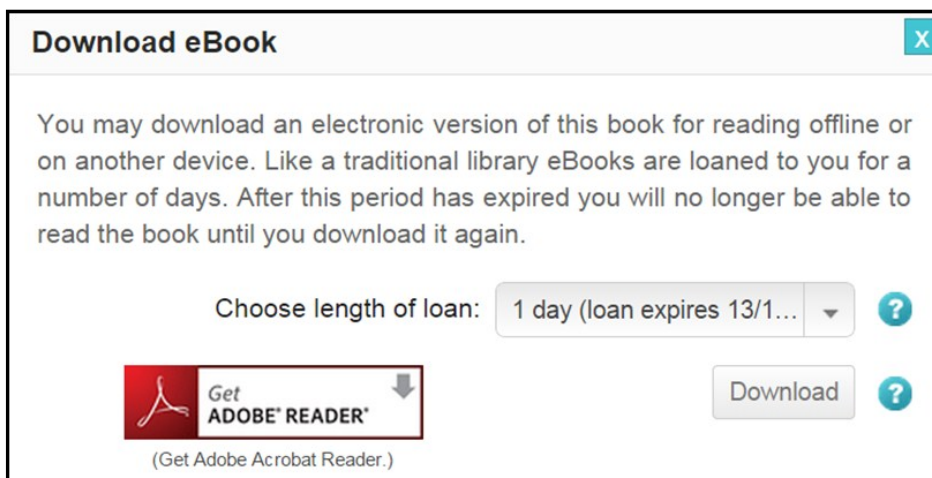 Download eBook
X
You may download an electronic version of this book for reading offline or
on another device. Like a traditional library eBooks are loaned to you for a
number of days. After this period has expired you will no longer be able to
read the book until you download it again.
Choose length of loan: 1 day (loan expires 13/1... ?
Get
ADOBE® READER®
Download ?
(Get Adobe Acrobat Reader.)